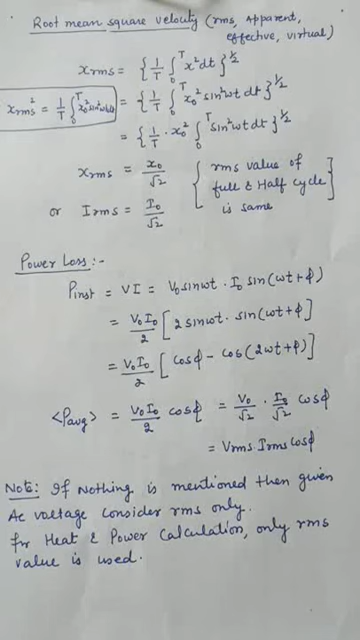 Root mean square velocity (rms, apparent,
effective, virtual)
xrms = { 1/T ∫₀ᵀ x²dt }^½
xrms² = 1/T ∫₀ᵀ x₀² sin²ωt dt
= { 1/T ∫₀ᵀ x₀² sin²ωt dt }^½
= { 1/T · x₀² ∫₀ᵀ sin²ωt dt }^½
xrms = x₀/√2 { rms value of
full & Half cycle
is same }
or Irms = I₀/√2
Power Loss :-
Pinst = VI = V₀ sinωt · I₀ sin(ωt+ϕ)
= V₀I₀/2 [ 2 sinωt · sin(ωt+ϕ) ]
= V₀I₀/2 [ cosϕ - cos(2ωt+ϕ) ]
<Pavg> = V₀I₀/2 cosϕ = V₀/√2 · I₀/√2 cosϕ
= Vrms · Irms cosϕ
Note: If Nothing is mentioned then given
Ac voltage consider rms only.
for Heat & Power Calculation, only rms
value is used.